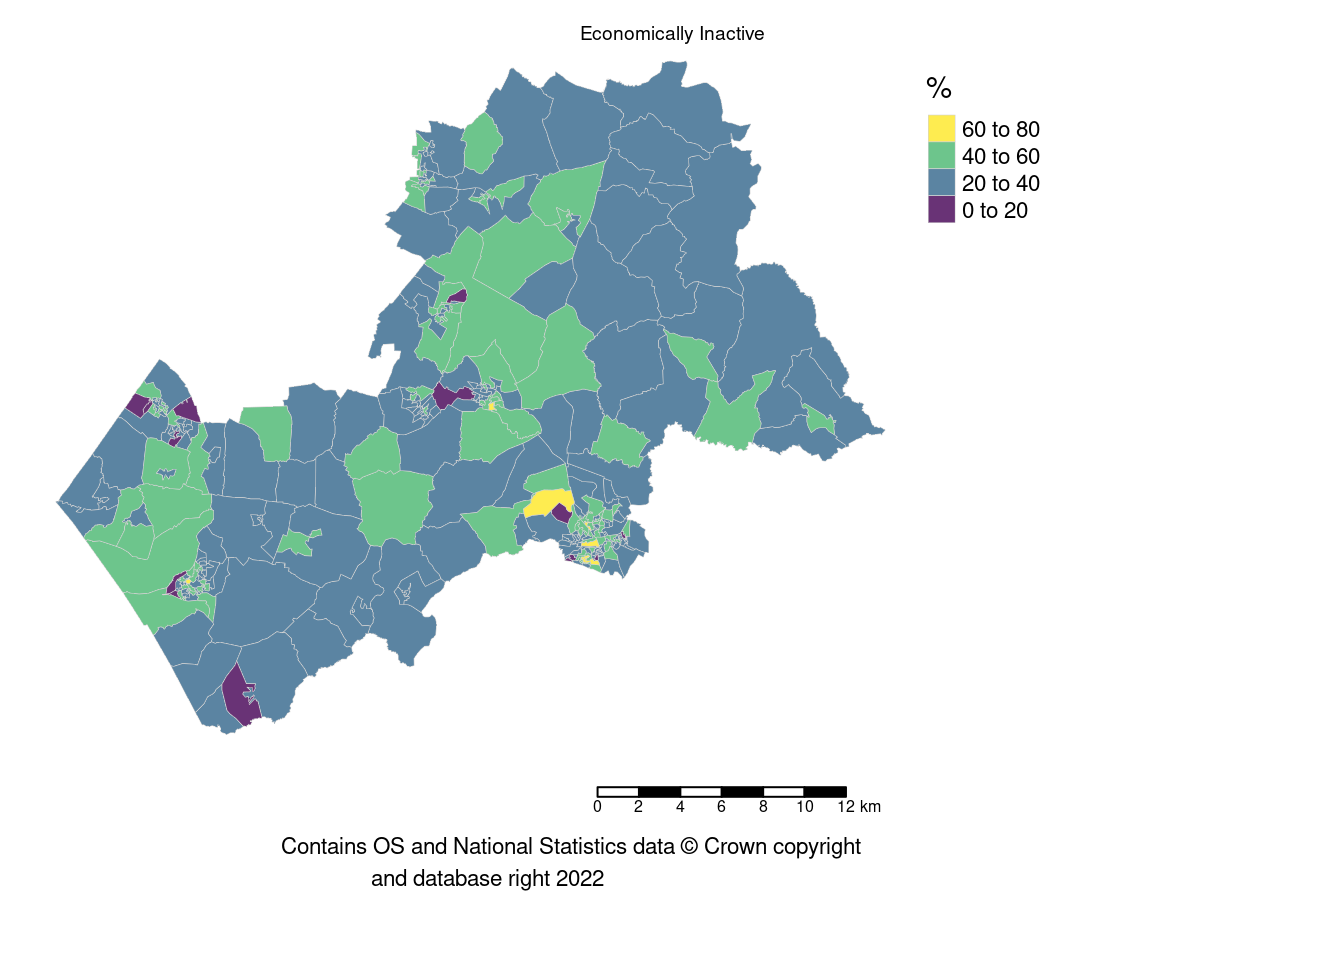 Economically Inactive
%
60 to 80
40 to 60
20 to 40
0 to 20
0 2 4 6 8 10 12 km
Contains OS and National Statistics data © Crown copyright
and database right 2022